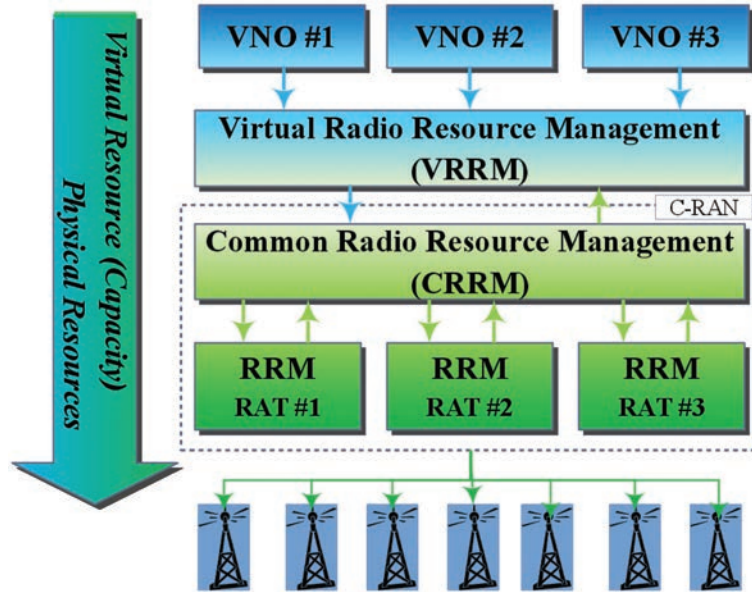 VNO #1
VNO #2
VNO #3
Virtual Resource (Capacity)
Physical Resources
Virtual Radio Resource Management
(VRRM)
C-RAN
Common Radio Resource Management
(CRRM)
RRM
RAT #1
RRM
RAT #2
RRM
RAT #3